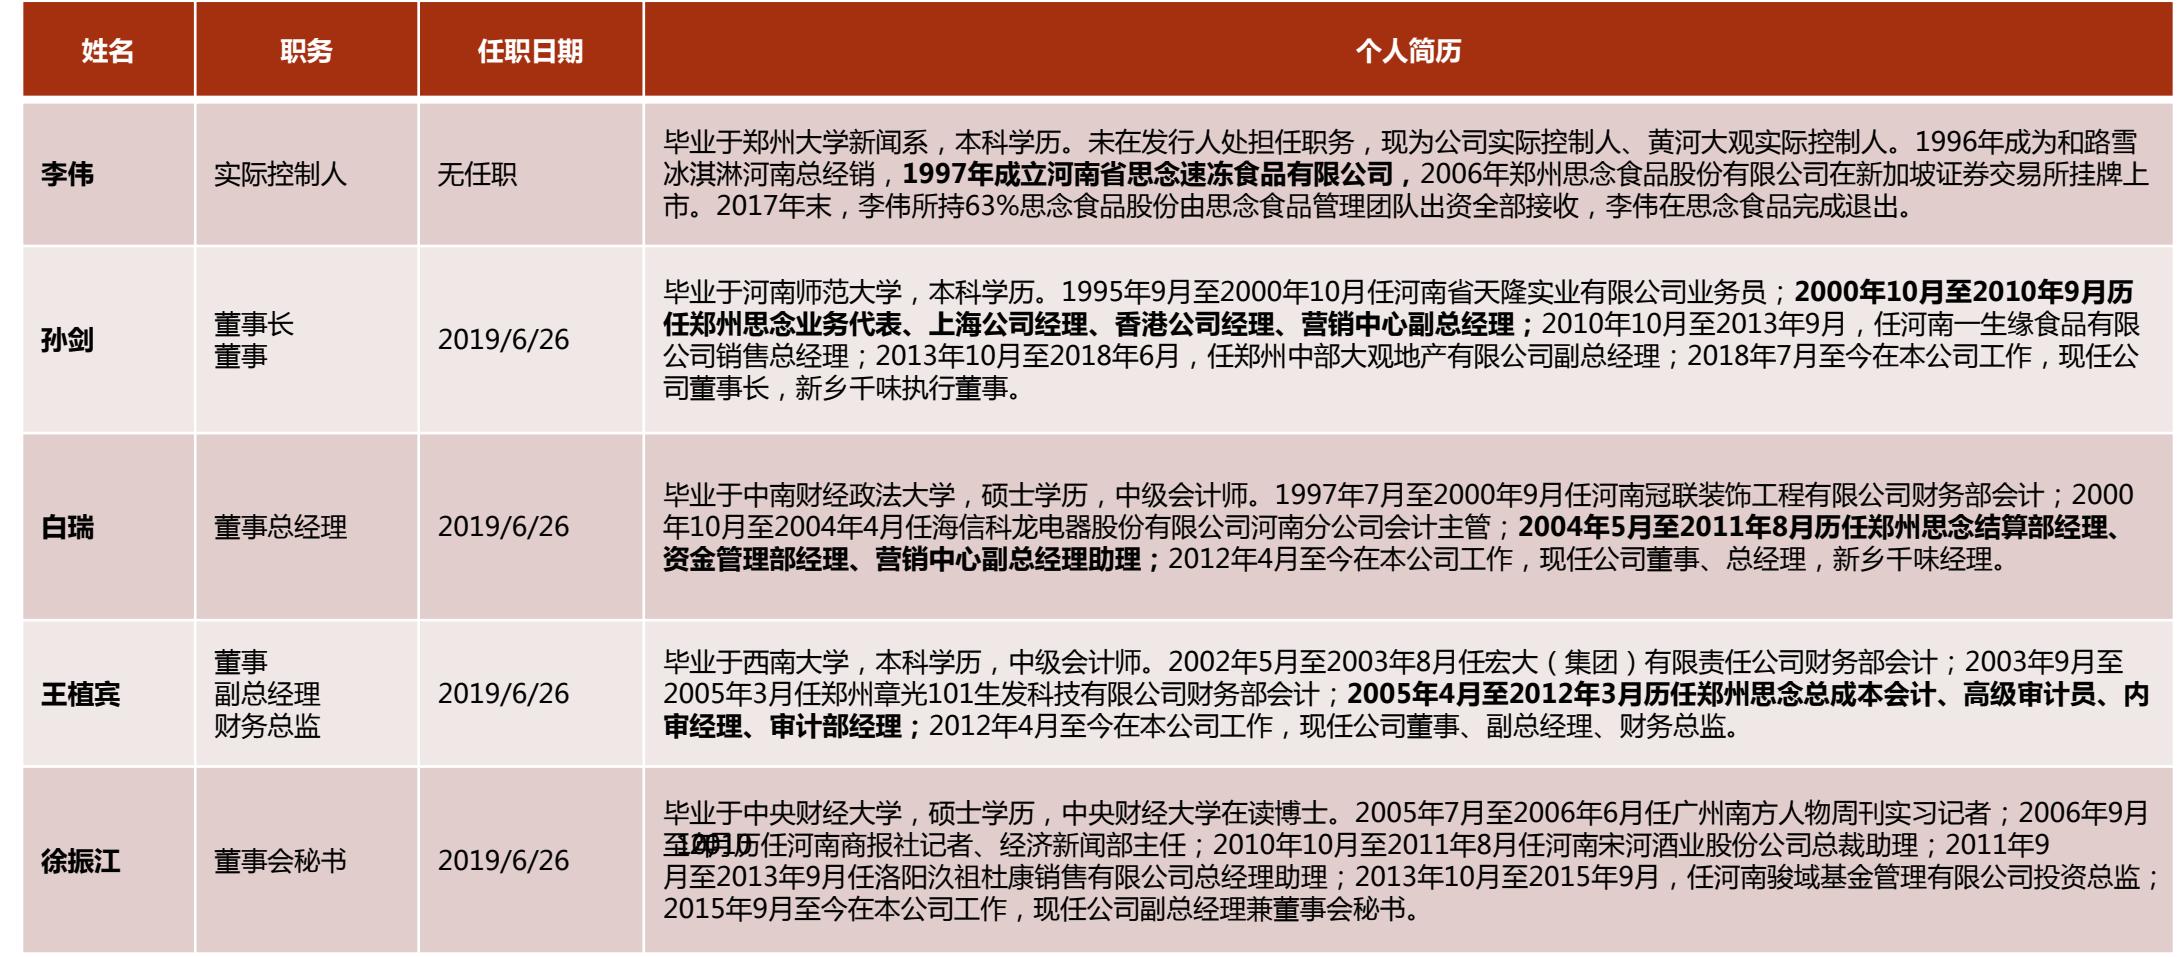 姓名 职务 任职日期 个人简历
李伟 实际控制人 无任职
毕业于郑州大学新闻系，本科学历。未在发行人处担任职务，现为公司实际控制人、黄河大观实际控制人。1996年成为和路雪
冰淇淋河南总经销，1997年成立河南省思念速冻食品有限公司，2006年郑州思念食品股份有限公司在新加坡证券交易所挂牌上
市。2017年末，李伟所持63%思念食品股份由思念食品管理团队出资全部接收，李伟在思念食品完成退出。
孙剑
董事长
董事
2019/6/26
毕业于河南师范大学，本科学历。1995年9月至2000年10月任河南省天隆实业有限公司业务员；2000年10月至2010年9月历
任郑州思念业务代表、上海公司经理、香港公司经理、营销中心副总经理；2010年10月至2013年9月，任河南一生缘食品有限
公司销售总经理；2013年10月至2018年6月，任郑州中部大观地产有限公司副总经理；2018年7月至今在本公司工作，现任公
司董事长，新乡千味执行董事。
白瑞 董事总经理 2019/6/26
毕业于中南财经政法大学，硕士学历，中级会计师。1997年7月至2000年9月任河南冠联装饰工程有限公司财务部会计；2000
年10月至2004年4月任海信科龙电器股份有限公司河南分公司会计主管；2004年5月至2011年8月历任郑州思念结算部经理、
资金管理部经理、营销中心副总经理助理；2012年4月至今在本公司工作，现任公司董事、总经理，新乡千味经理。
王植宾
董事
副总经理
财务总监
2019/6/26
毕业于西南大学，本科学历，中级会计师。2002年5月至2003年8月任宏大（集团）有限责任公司财务部会计；2003年9月至
2005年3月任郑州章光101生发科技有限公司财务部会计；2005年4月至2012年3月历任郑州思念总成本会计、高级审计员、内
审经理、审计部经理；2012年4月至今在本公司工作，现任公司董事、副总经理、财务总监。
徐振江 董事会秘书 2019/6/26
毕业于中央财经大学，硕士学历，中央财经大学在读博士。2005年7月至2006年6月任广州南方人物周刊实习记者；2006年9月
至 历任河南商报社记者、经济新闻部主任；2010年10月至2011年8月任河南宋河酒业股份公司总裁助理；2011年9
月至2013年9月任洛阳汝祖杜康销售有限公司总经理助理；2013年10月至2015年9月，任河南骏域基金管理有限公司投资总监；
2015年9月至今在本公司工作，现任公司副总经理兼董事会秘书。